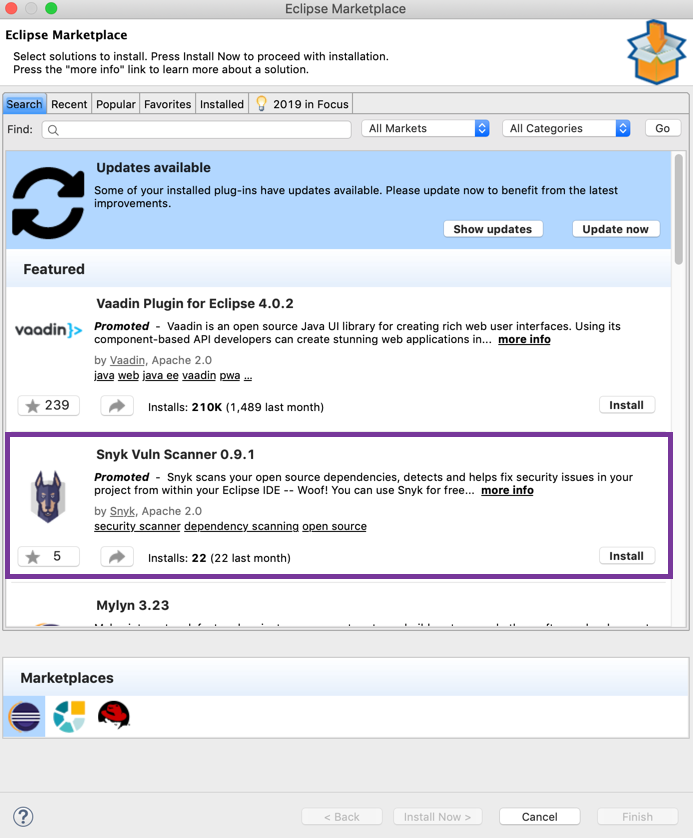 Eclipse Marketplace
Eclipse Marketplace
Select solutions to install. Press Install Now to proceed with installation.
Press the "more info" link to learn more about a solution.
Search Recent Popular Favorites Installed 2019 in Focus
Find: All Markets All Categories Go
Updates available
Some of your installed plug-ins have updates available. Please update now to benefit from the latest
improvements.
Show updates Update now
Featured
Vaadin Plugin for Eclipse 4.0.2
vaadin}>
Promoted - Vaadin is an open source Java UI library for creating rich web user interfaces. Using its
component-based API developers can create stunning web applications in... more info
by Vaadin, Apache 2.0
java web java ee vaadin pwa ...
239 Installs: 210K (1,489 last month) Install
Snyk Vuln Scanner 0.9.1
Promoted - Snyk scans your open source dependencies, detects and helps fix security issues in your
project from within your Eclipse IDE -- Woof! You can use Snyk for free... more info
by Snyk, Apache 2.0
security scanner dependency scanning open source
5 Installs: 22 (22 last month) Install
Mylyn 3.23
Marketplaces
? < Back Install Now > Cancel Finish